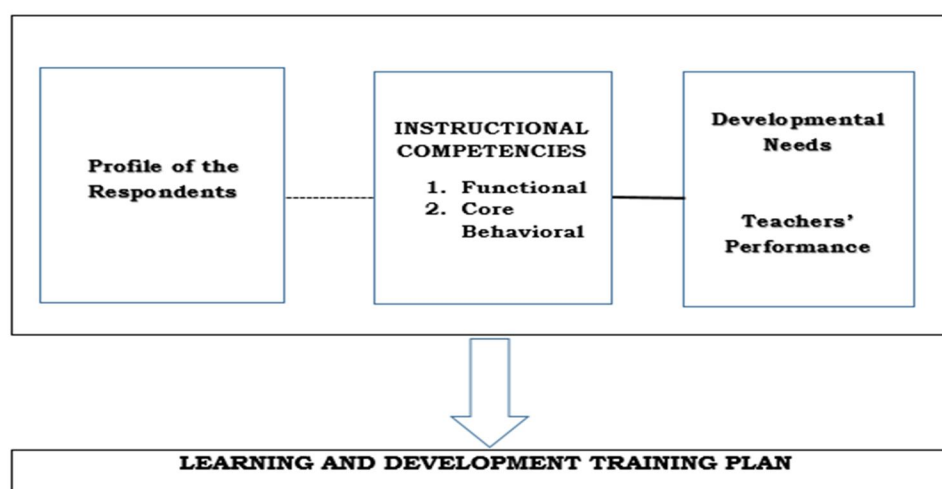 Profile of the
Respondents
INSTRUCTIONAL
COMPETENCIES
1. Functional
2. Core
Behavioral
Developmental
Needs
Teachers’
Performance
LEARNING AND DEVELOPMENT TRAINING PLAN